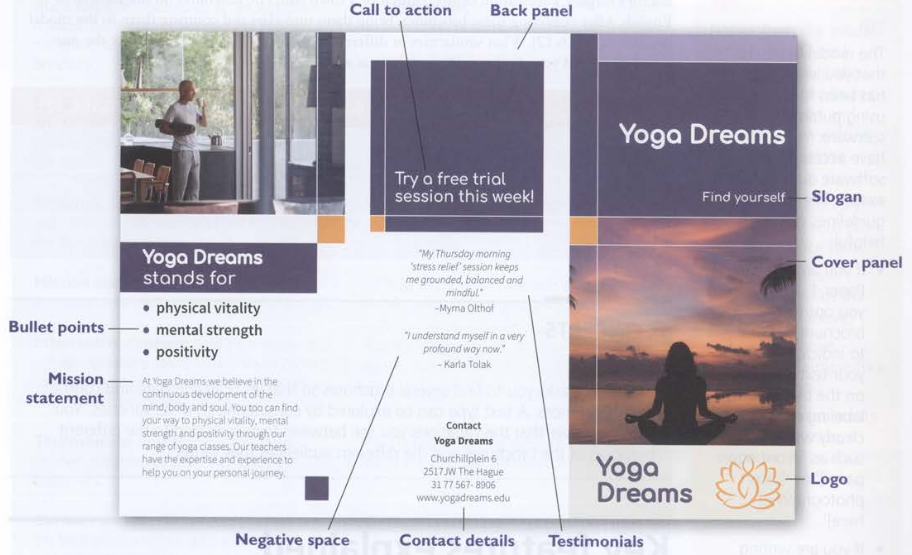 Call to action
Back panel
Yoga Dreams
stands for
• physical vitality
• mental strength
• positivity
At Yoga Dreams we believe in the
continuous development of the
mind, body and soul. You too can find
your way to physical vitality, mental
strength and positivity through our
range of yoga classes. Our teachers
have the expertise and experience to
help you on your personal journey.
Bullet points
Mission
statement
Try a free trial
session this week!
"My Thursday morning
'stress relief' session keeps
me grounded, balanced and
mindful."
–Myrna Olthof
"I understand myself in a very
profound way now."
– Karla Tolak
Contact
Yoga Dreams
Churchillplein 6
2517JW The Hague
31 77 567- 8906
www.yogadreams.edu
Yoga Dreams
Find yourself
Yoga
Dreams
Slogan
Cover panel
Logo
Negative space
Contact details
Testimonials